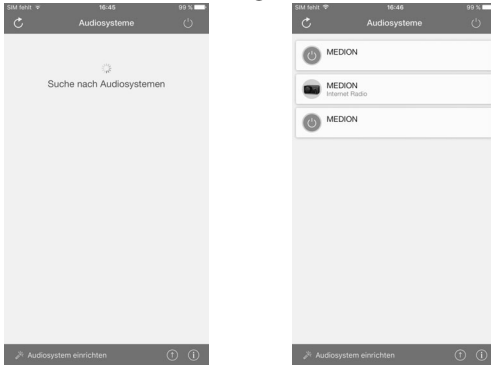 SIM fehlt 16:45 99 %
Audiosysteme
Suche nach Audiosystemen
Audiosystem einrichten
SIM fehlt 16:46 99 %
Audiosysteme
MEDION
MEDION
Internet Radio
MEDION
Audiosystem einrichten